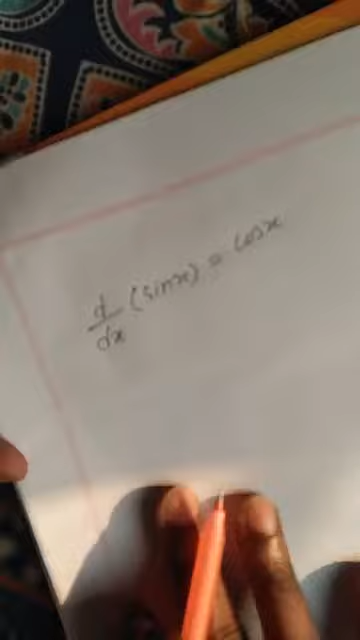 d/dx (sinx) = cosx